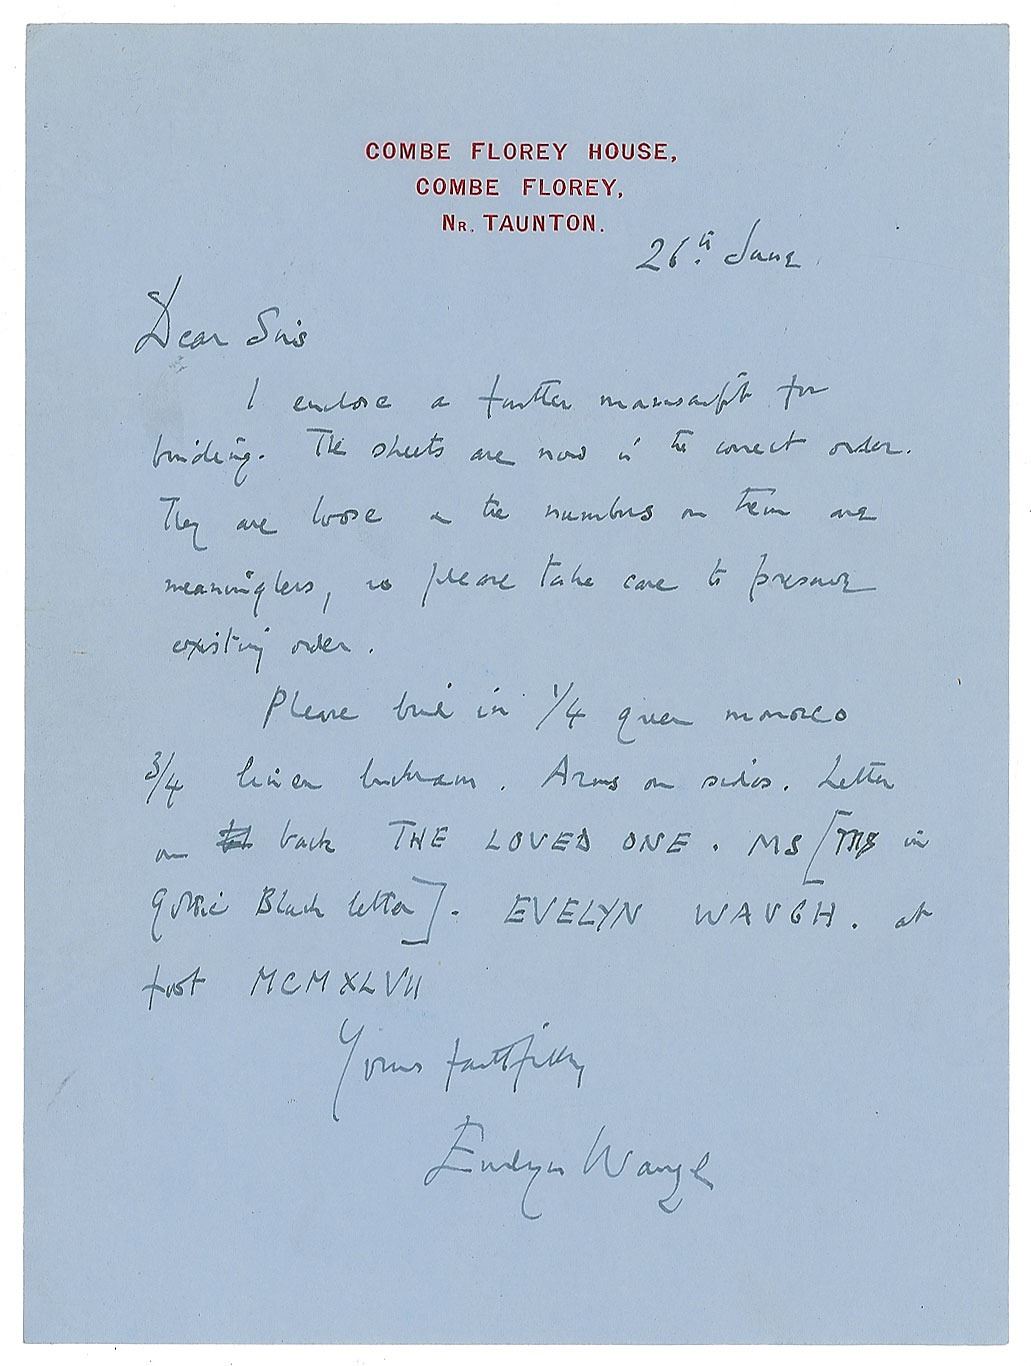 COMBE FLOREY HOUSE,
COMBE FLOREY,
NR. TAUNTON.
26th June
Dear Sirs
I enclose a further manuscript for
binding. The sheets are now in the correct order.
They are loose & the numbers on them are
meaningless, so please take care to preserve
existing order.
Please bind in 1/4 green morocco
3/4 linen buckram. Arms on sides. Letter
on back THE LOVED ONE. MS [MS in
Gothic Black letter]. EVELYN WAUGH. at
foot MCMXLVII
Yours faithfully
Evelyn Waugh